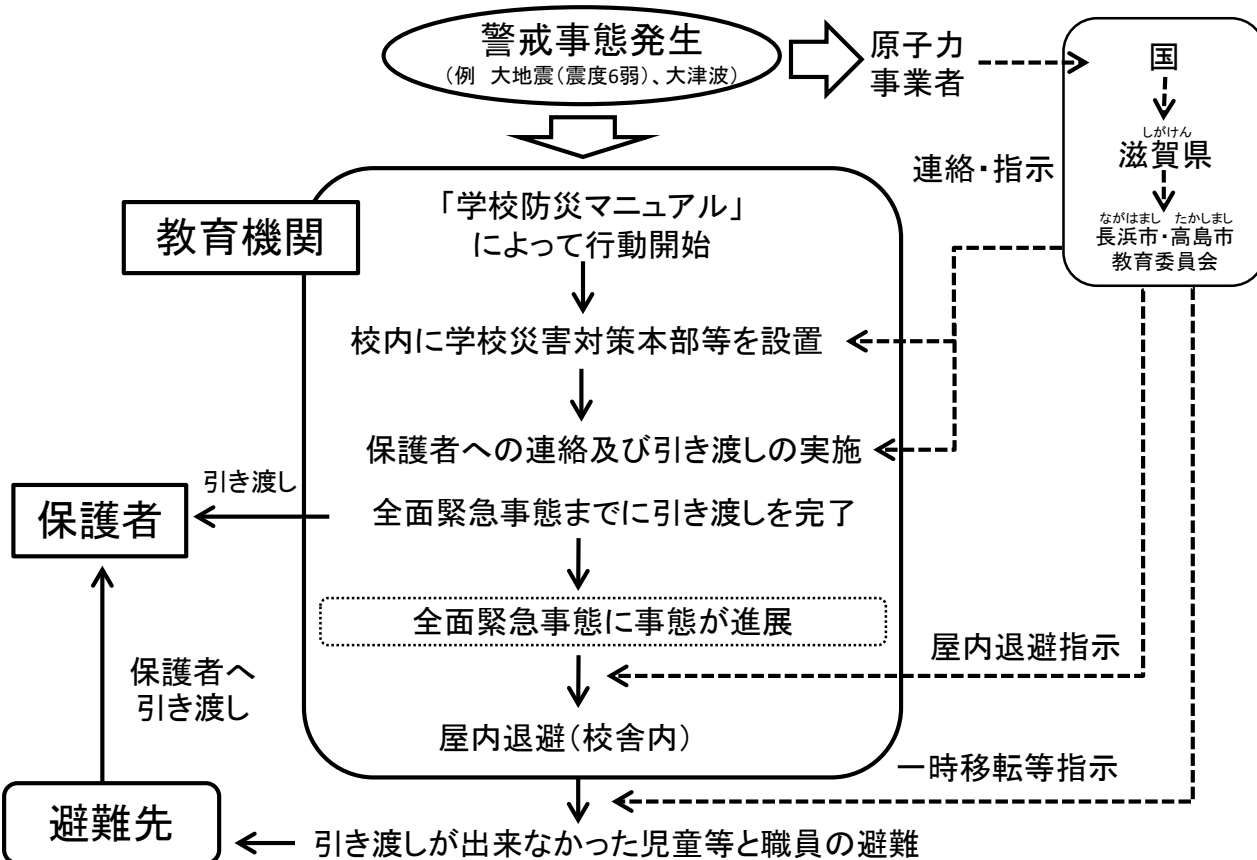 警戒事態発生
（例　大地震（震度6弱）、大津波）
原子力
事業者
国
しがけん
滋賀県
ながはまし　たかしまし
長浜市・高島市
教育委員会
連絡・指示
教育機関
「学校防災マニュアル」
によって行動開始
校内に学校災害対策本部等を設置
保護者への連絡及び引き渡しの実施
引き渡し
保護者
全面緊急事態までに引き渡しを完了
全面緊急事態に事態が進展
屋内退避指示
保護者へ
引き渡し
屋内退避（校舎内）
一時移転等指示
避難先
引き渡しが出来なかった児童等と職員の避難